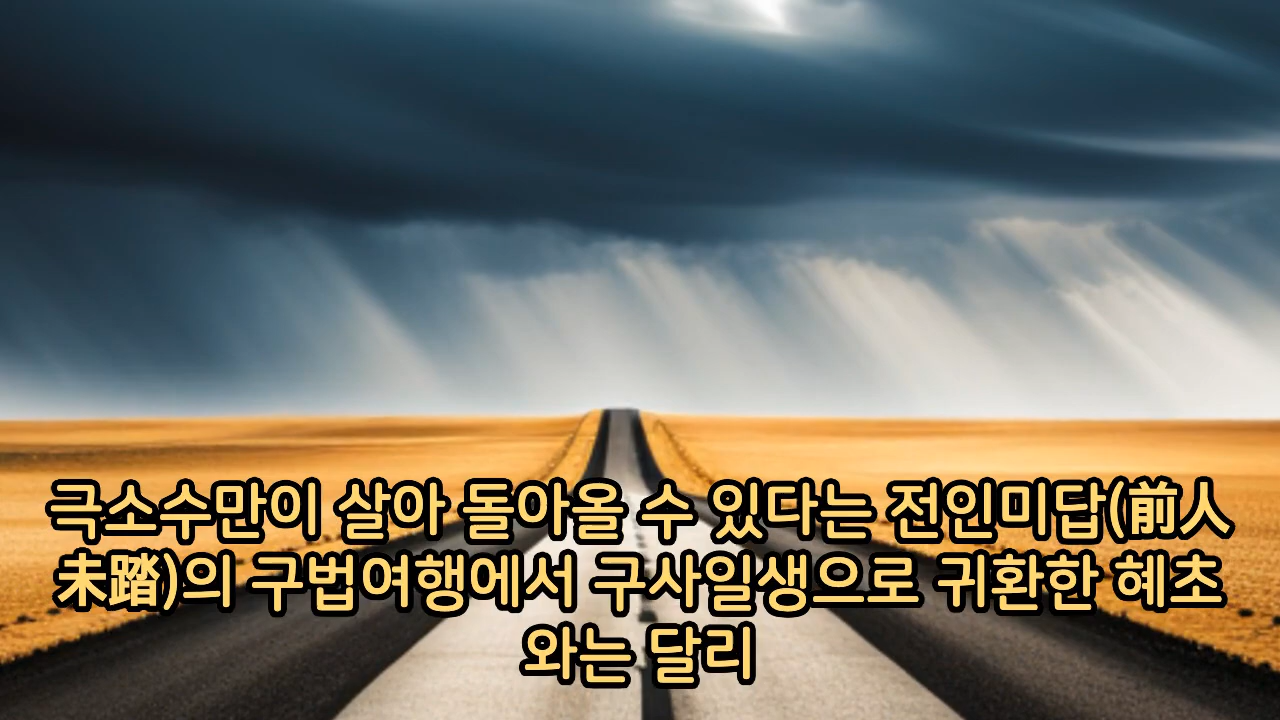 극소수만이 살아 돌아올 수 있다는 전인미답(前人
未踏)의 구법여행에서 구사일생으로 귀환한 혜초
와는 달리